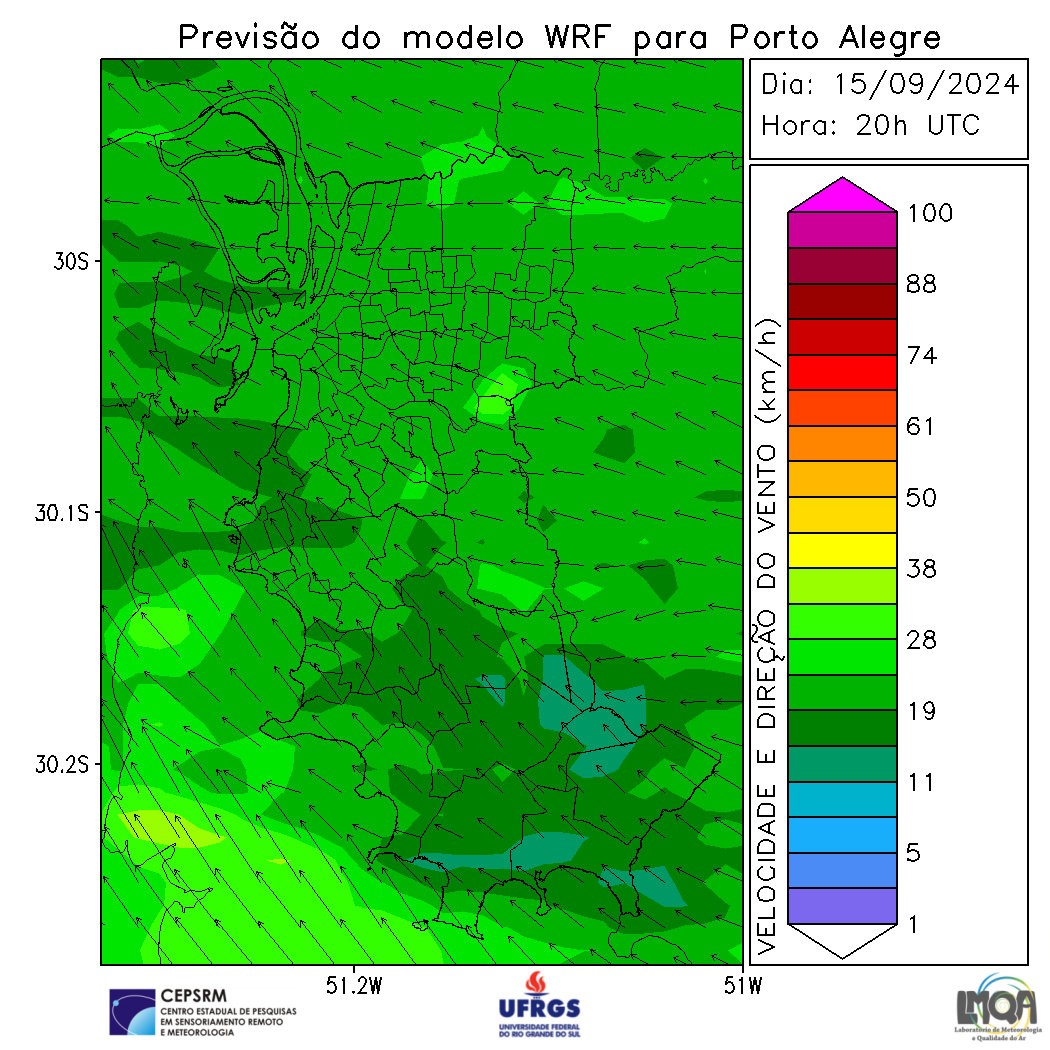 Previsão do modelo WRF para Porto Alegre
Dia: 15/09/2024
Hora: 20h UTC
30S
30.1S
30.2S
51.2W
51W
VELOCIDADE E DIREÇÃO DO VENTO (km/h)
100
88
74
61
50
38
28
19
11
5
1
CEPSRM
CENTRO ESTADUAL DE PESQUISAS
EM SENSORIAMENTO REMOTO
E METEOROLOGIA
UFRGS
UNIVERSIDADE FEDERAL
DO RIO GRANDE DO SUL
LMQA
Laboratório de Meteorologia
e Qualidade do Ar